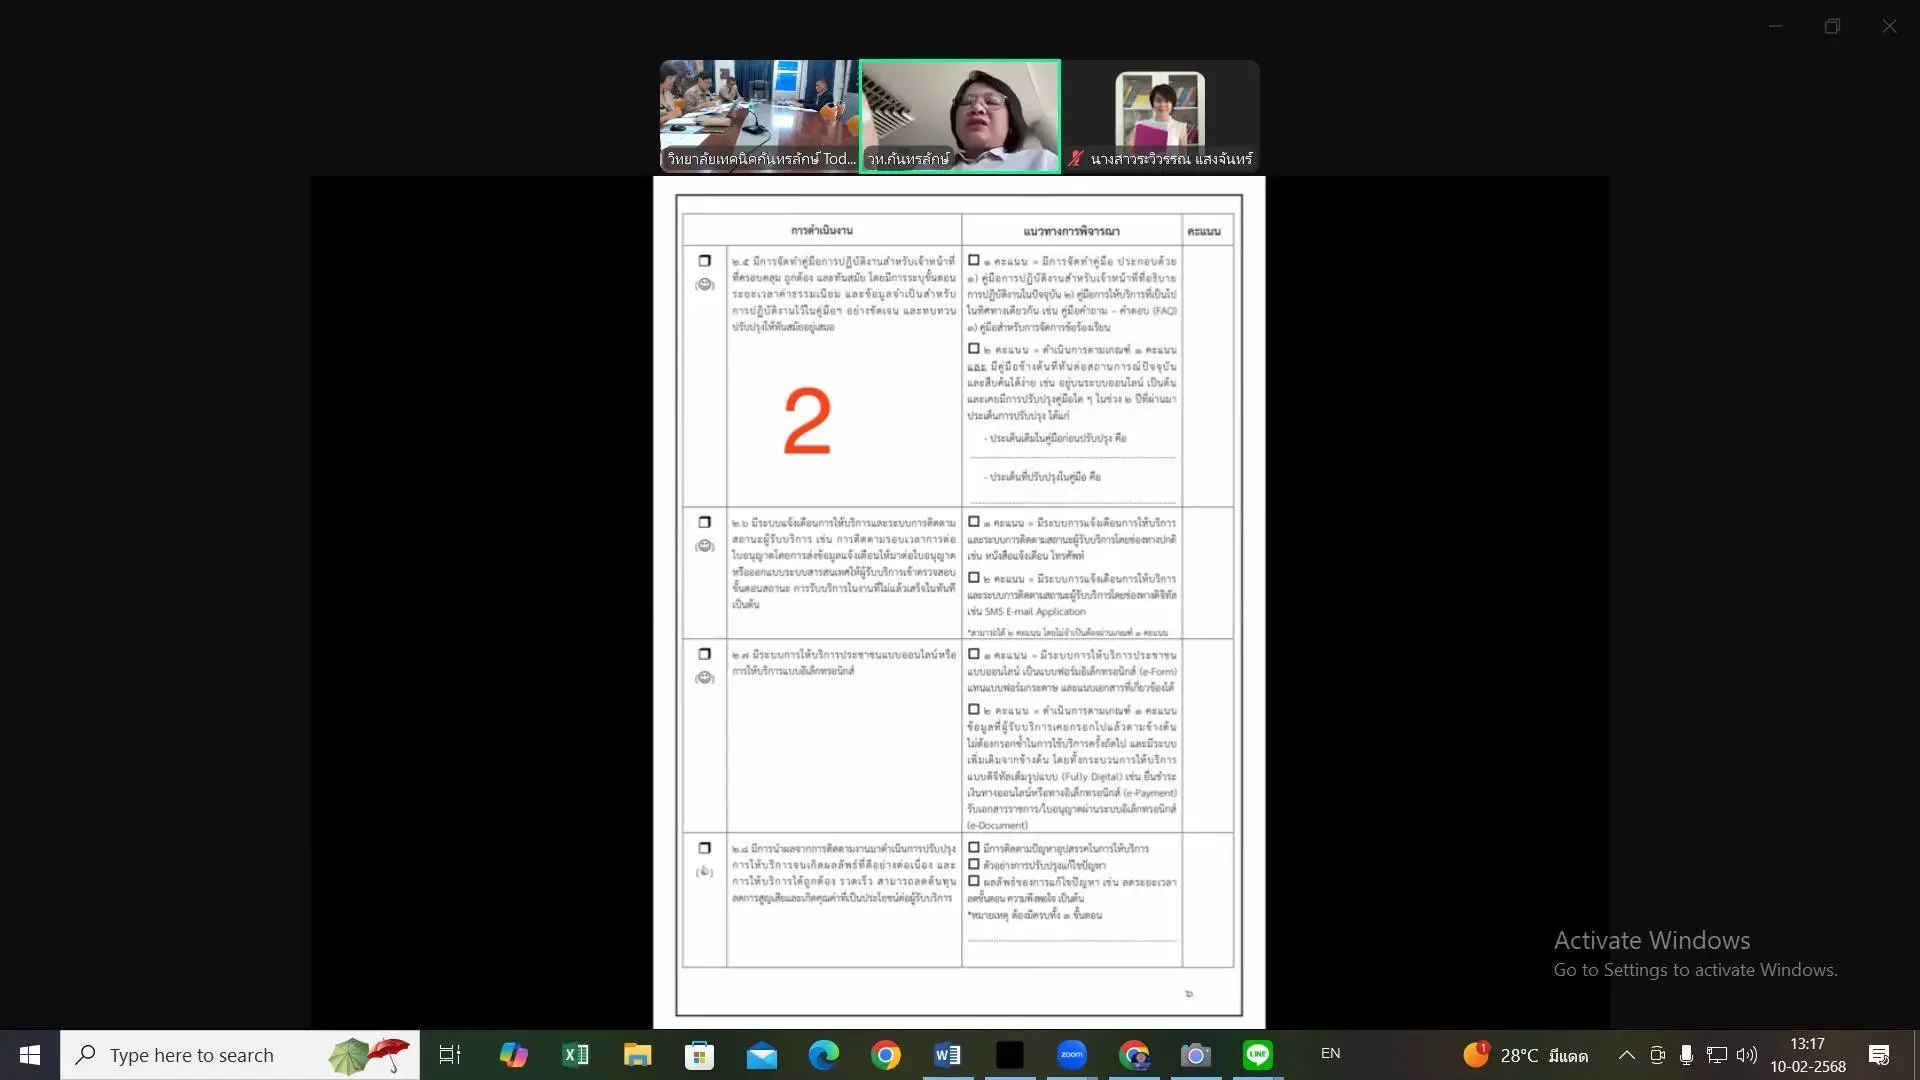 วิทยาลัยเทคนิคกันทรลักษ์ Tod...
วท.กันทรลักษ์
นางสาวระวิวรรณ แสงจันทร์
การดำเนินงาน
แนวทางการพิจารณา
คะแนน
๒.๕ มีการจัดทำคู่มือการปฏิบัติงานสำหรับเจ้าหน้าที่
ที่ครอบคลุม ถูกต้อง และทันสมัย โดยมีการระบุขั้นตอน
ระยะเวลาค่าธรรมเนียม และข้อมูลจำเป็นสำหรับ
การปฏิบัติงานไว้ในคู่มือฯ อย่างชัดเจน และทบทวน
ปรับปรุงให้ทันสมัยอยู่เสมอ
2
๑ คะแนน = มีการจัดทำคู่มือ ประกอบด้วย
๑) คู่มือการปฏิบัติงานสำหรับเจ้าหน้าที่ที่อธิบาย
การปฏิบัติงานในปัจจุบัน ๒) คู่มือการให้บริการที่เป็นไป
ในทิศทางเดียวกัน เช่น คู่มือคำถาม – คำตอบ (FAQ)
๓) คู่มือสำหรับการจัดการข้อร้องเรียน
๒ คะแนน = ดำเนินการตามเกณฑ์ ๑ คะแนน
และ มีคู่มือข้างต้นที่ทันต่อสถานการณ์ปัจจุบัน
และสืบค้นได้ง่าย เช่น อยู่บนระบบออนไลน์ เป็นต้น
และเคยมีการปรับปรุงคู่มือใด ๆ ในช่วง ๒ ปีที่ผ่านมา
ประเด็นการปรับปรุง ได้แก่
- ประเด็นเดิมในคู่มือก่อนปรับปรุง คือ
- ประเด็นที่ปรับปรุงในคู่มือ คือ
๒.๖ มีระบบแจ้งเตือนการให้บริการและระบบการติดตาม
สถานะผู้รับบริการ เช่น การติดตามรอบเวลาการต่อ
ใบอนุญาตโดยการส่งข้อมูลแจ้งเตือนให้มาต่อใบอนุญาต
หรือออกแบบระบบสารสนเทศให้ผู้รับบริการเข้าตรวจสอบ
ขั้นตอนสถานะ การรับบริการในงานที่ไม่แล้วเสร็จในทันที
เป็นต้น
๑ คะแนน = มีระบบการแจ้งเตือนการให้บริการ
และระบบการติดตามสถานะผู้รับบริการโดยช่องทางปกติ
เช่น หนังสือแจ้งเตือน โทรศัพท์
๒ คะแนน = มีระบบการแจ้งเตือนการให้บริการ
และระบบการติดตามสถานะผู้รับบริการโดยช่องทางดิจิทัล
เช่น SMS E-mail Application
*สามารถได้ ๒ คะแนน โดยไม่จำเป็นต้องผ่านเกณฑ์ ๑ คะแนน
๒.๗ มีระบบการให้บริการประชาชนแบบออนไลน์หรือ
การให้บริการแบบอิเล็กทรอนิกส์
๑ คะแนน = มีระบบการให้บริการประชาชน
แบบออนไลน์ เป็นแบบฟอร์มอิเล็กทรอนิกส์ (e-Form)
แทนแบบฟอร์มกระดาษ และแนบเอกสารที่เกี่ยวข้องได้
๒ คะแนน = ดำเนินการตามเกณฑ์ ๑ คะแนน
ข้อมูลที่ผู้รับบริการเคยกรอกไปแล้วตามข้างต้น
ไม่ต้องกรอกซ้ำในการใช้บริการครั้งถัดไป และมีระบบ
เพิ่มเติมจากข้างต้น โดยทั้งกระบวนการให้บริการ
แบบดิจิทัลเต็มรูปแบบ (Fully Digital) เช่น ยื่นชำระ
เงินทางออนไลน์หรือทางอิเล็กทรอนิกส์ (e-Payment)
รับเอกสารราชการ/ใบอนุญาตผ่านระบบอิเล็กทรอนิกส์
(e-Document)
๒.๘ มีการนำผลจากการติดตามงานมาดำเนินการปรับปรุง
การให้บริการจนเกิดผลลัพธ์ที่ดีอย่างต่อเนื่อง และ
การให้บริการได้ถูกต้อง รวดเร็ว สามารถลดต้นทุน
ลดการสูญเสียและเกิดคุณค่าที่เป็นประโยชน์ต่อผู้รับบริการ
มีการติดตามปัญหาอุปสรรคในการให้บริการ
ตัวอย่างการปรับปรุงแก้ไขปัญหา
ผลลัพธ์ของการแก้ไขปัญหา เช่น ลดระยะเวลา
ลดขั้นตอน ความพึงพอใจ เป็นต้น
*หมายเหตุ ต้องมีครบทั้ง ๓ ขั้นตอน
๖
Activate Windows
Go to Settings to activate Windows.
Type here to search
zoom
LINE
EN
1
28°C มีแดด
13:17
10-02-2568